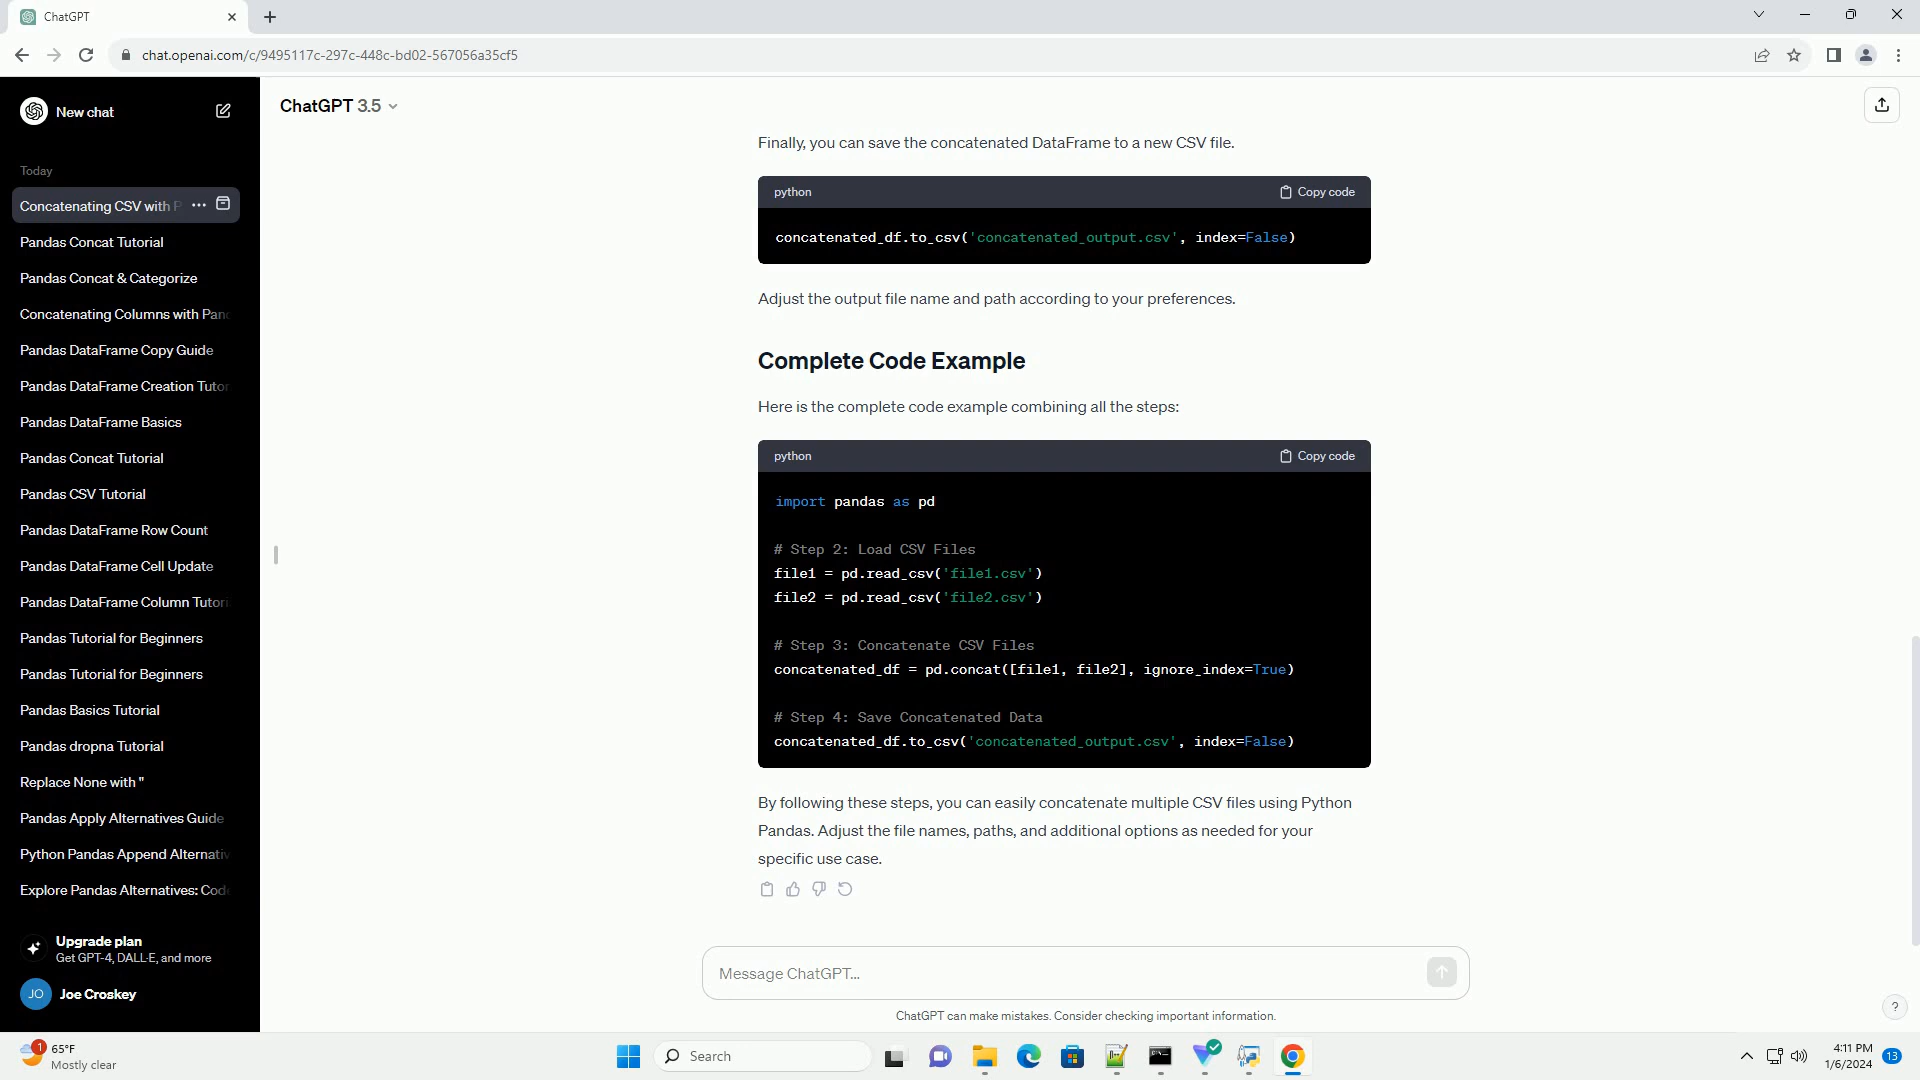 ChatGPT
chat.openai.com/c/9495117c-297c-448c-bd02-567056a35cf5
New chat
ChatGPT 3.5
Today
Concatenating CSV with P
Pandas Concat Tutorial
Pandas Concat & Categorize
Concatenating Columns with Pand
Pandas DataFrame Copy Guide
Pandas DataFrame Creation Tutor
Pandas DataFrame Basics
Pandas Concat Tutorial
Pandas CSV Tutorial
Pandas DataFrame Row Count
Pandas DataFrame Cell Update
Pandas DataFrame Column Tutori
Pandas Tutorial for Beginners
Pandas Tutorial for Beginners
Pandas Basics Tutorial
Pandas dropna Tutorial
Replace None with "
Pandas Apply Alternatives Guide
Python Pandas Append Alternativ
Explore Pandas Alternatives: Code
Upgrade plan
Get GPT-4, DALL·E, and more
JO
Joe Croskey
Finally, you can save the concatenated DataFrame to a new CSV file.
python
Copy code
concatenated_df.to_csv('concatenated_output.csv', index=False)
Adjust the output file name and path according to your preferences.
Complete Code Example
Here is the complete code example combining all the steps:
python
Copy code
import pandas as pd
# Step 2: Load CSV Files
file1 = pd.read_csv('file1.csv')
file2 = pd.read_csv('file2.csv')
# Step 3: Concatenate CSV Files
concatenated_df = pd.concat([file1, file2], ignore_index=True)
# Step 4: Save Concatenated Data
concatenated_df.to_csv('concatenated_output.csv', index=False)
By following these steps, you can easily concatenate multiple CSV files using Python
Pandas. Adjust the file names, paths, and additional options as needed for your
specific use case.
Message ChatGPT...
ChatGPT can make mistakes. Consider checking important information.
?
1
65°F
Mostly clear
Search
4:11 PM
1/6/2024
13